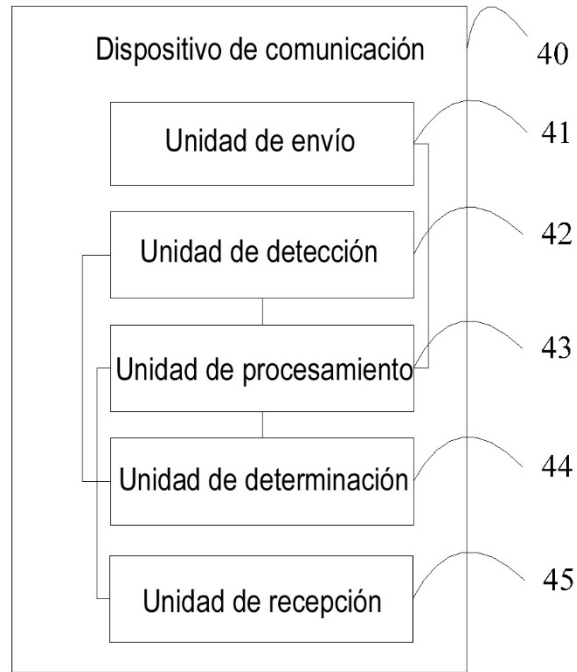 Dispositivo de comunicación
40
Unidad de envío
41
Unidad de detección
42
Unidad de procesamiento
43
Unidad de determinación
44
Unidad de recepción
45